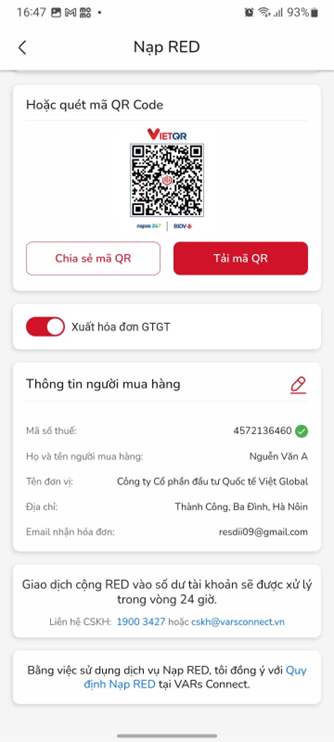 16:47
93%
Nạp RED
Hoặc quét mã QR Code
VIETQR
napas 247 | BIDV
Chia sẻ mã QR
Tải mã QR
Xuất hóa đơn GTGT
Thông tin người mua hàng
Mã số thuế: 4572136460
Họ và tên người mua hàng: Nguễn Văn A
Tên đơn vị: Công ty Cổ phần đầu tư Quốc tế Việt Global
Địa chỉ: Thành Công, Ba Đình, Hà Nôin
Email nhận hóa đơn: resdii09@gmail.com
Giao dịch cộng RED vào số dư tài khoản sẽ được xử lý
trong vòng 24 giờ.
Liên hệ CSKH: 1900 3427 hoặc cskh@varsconnect.vn
Bằng việc sử dụng dịch vụ Nạp RED, tôi đồng ý với Quy
định Nạp RED tại VARs Connect.